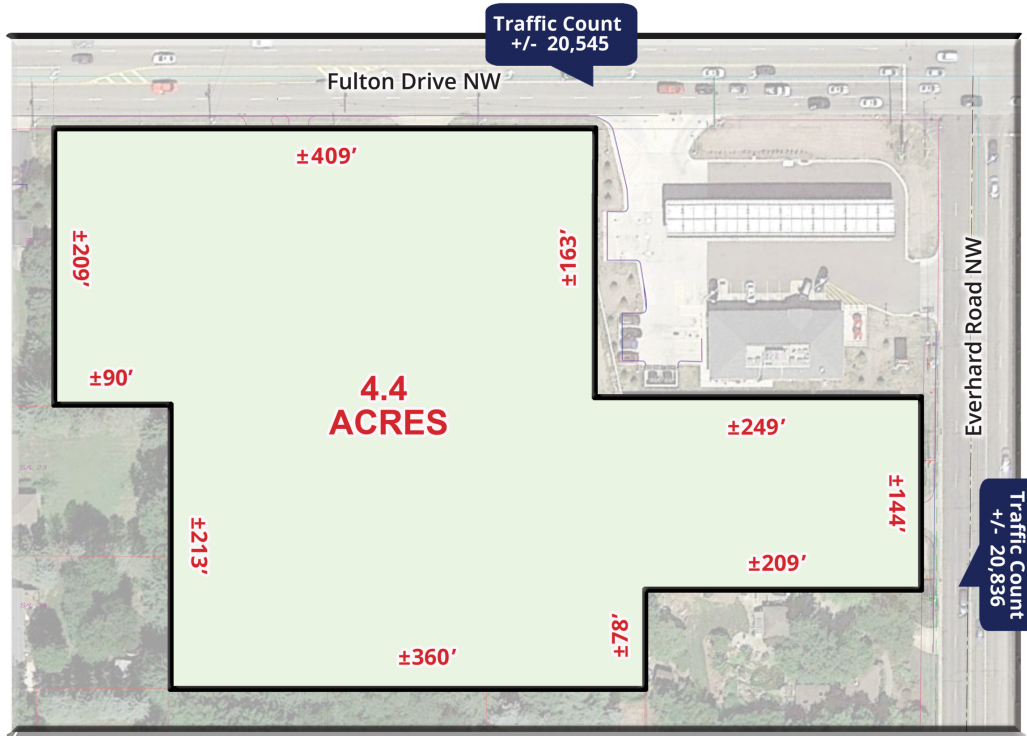 Traffic Count
+/- 20,545
Fulton Drive NW
±409’
±209’
±163’
±90’
4.4
ACRES
±249’
Everhard Road NW
±144’
±213’
±209’
Traffic Count
+/- 20,836
±78’
±360’